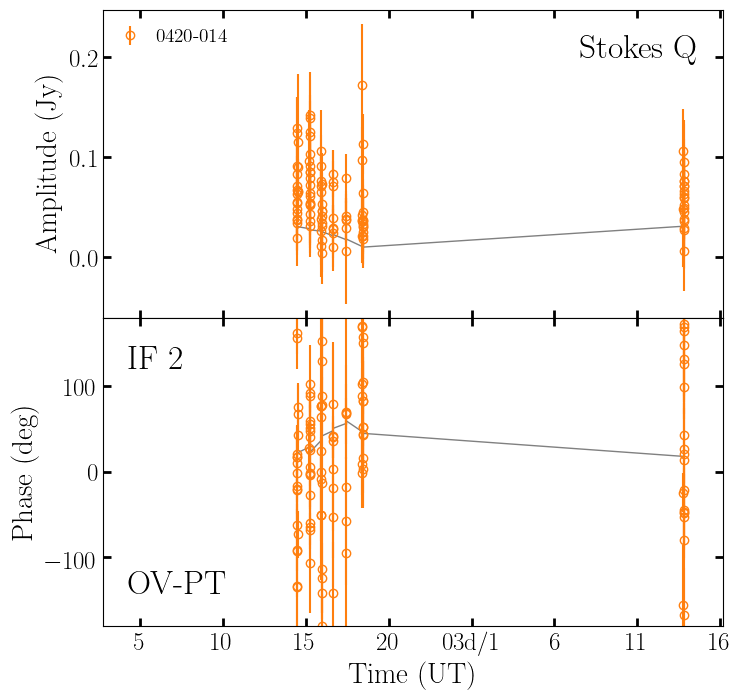 0420-014
Stokes Q
0.2
0.1
0.0
Amplitude (Jy)
IF 2
100
0
−100
Phase (deg)
OV-PT
5 10 15 20 03d/1 6 11 16
Time (UT)